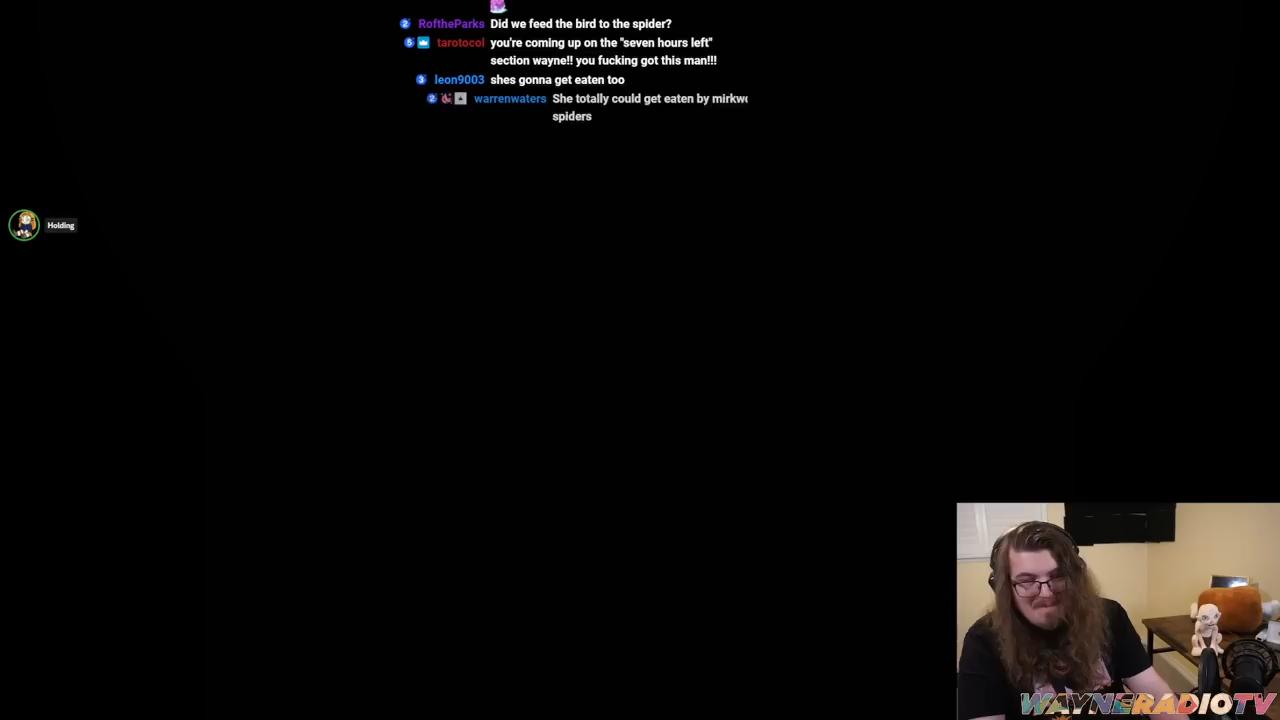 RoftheParks Did we feed the bird to the spider?
tarotocol you're coming up on the "seven hours left"
section wayne!! you fucking got this man!!!
leon9003 shes gonna get eaten too
warrenwaters She totally could get eaten by
spiders
Holding
WAYNERADIOTV